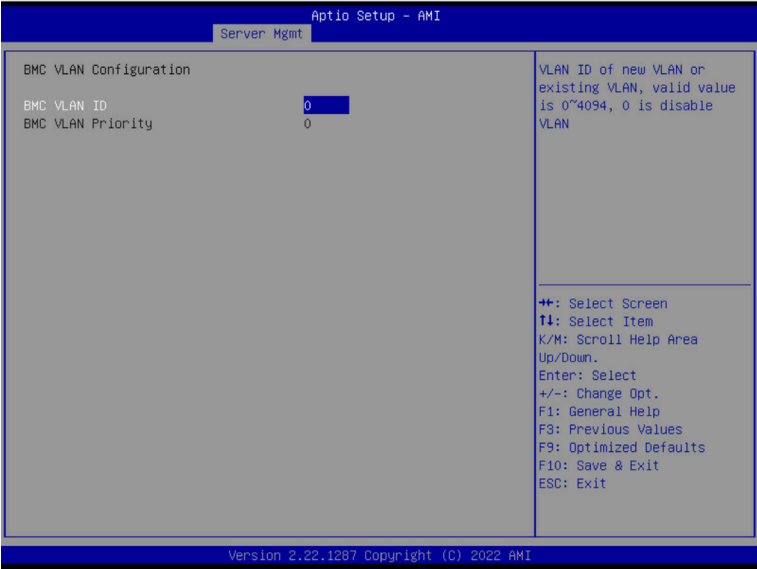 Aptio Setup – AMI
Server Mgmt
BMC VLAN Configuration
BMC VLAN ID 0
BMC VLAN Priority 0
VLAN ID of new VLAN or
existing VLAN, valid value
is 0~4094, 0 is disable
VLAN
→←: Select Screen
↑↓: Select Item
K/M: Scroll Help Area
Up/Down.
Enter: Select
+/-: Change Opt.
F1: General Help
F3: Previous Values
F9: Optimized Defaults
F10: Save & Exit
ESC: Exit
Version 2.22.1287 Copyright (C) 2022 AMI